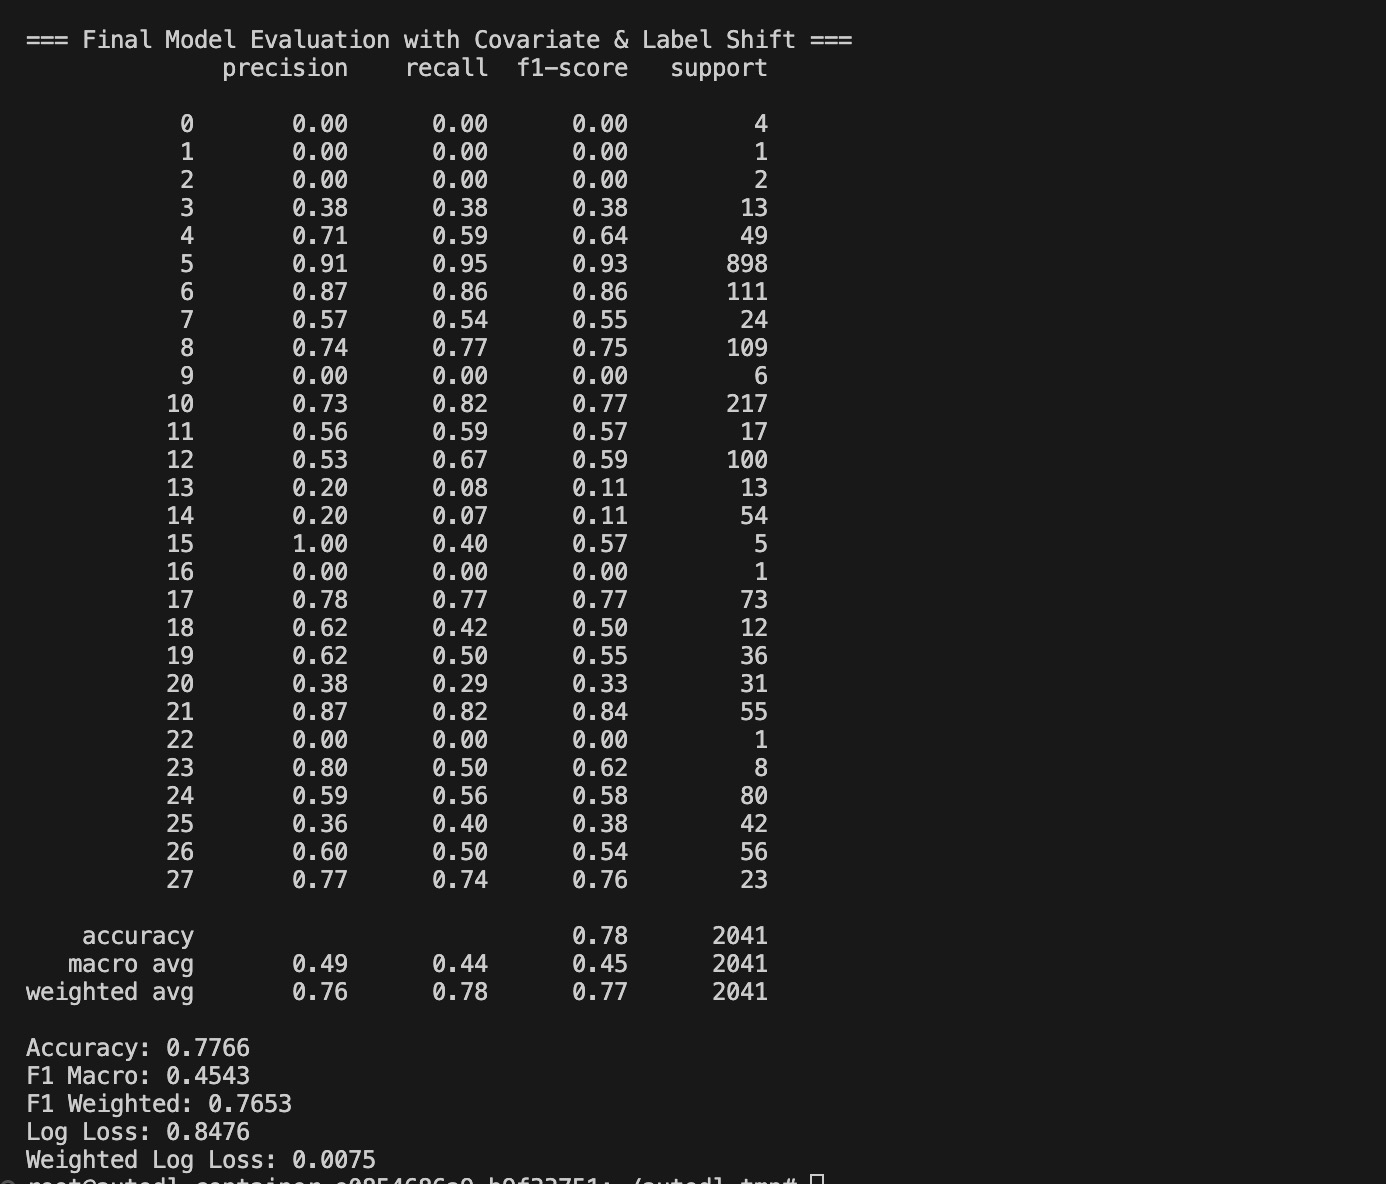 === Final Model Evaluation with Covariate & Label Shift ===
precision recall f1-score support
0 0.00 0.00 0.00 4
1 0.00 0.00 0.00 1
2 0.00 0.00 0.00 2
3 0.38 0.38 0.38 13
4 0.71 0.59 0.64 49
5 0.91 0.95 0.93 898
6 0.87 0.86 0.86 111
7 0.57 0.54 0.55 24
8 0.74 0.77 0.75 109
9 0.00 0.00 0.00 6
10 0.73 0.82 0.77 217
11 0.56 0.59 0.57 17
12 0.53 0.67 0.59 100
13 0.20 0.08 0.11 13
14 0.20 0.07 0.11 54
15 1.00 0.40 0.57 5
16 0.00 0.00 0.00 1
17 0.78 0.77 0.77 73
18 0.62 0.42 0.50 12
19 0.62 0.50 0.55 36
20 0.38 0.29 0.33 31
21 0.87 0.82 0.84 55
22 0.00 0.00 0.00 1
23 0.80 0.50 0.62 8
24 0.59 0.56 0.58 80
25 0.36 0.40 0.38 42
26 0.60 0.50 0.54 56
27 0.77 0.74 0.76 23
accuracy 0.78 2041
macro avg 0.49 0.44 0.45 2041
weighted avg 0.76 0.78 0.77 2041
Accuracy: 0.7766
F1 Macro: 0.4543
F1 Weighted: 0.7653
Log Loss: 0.8476
Weighted Log Loss: 0.0075